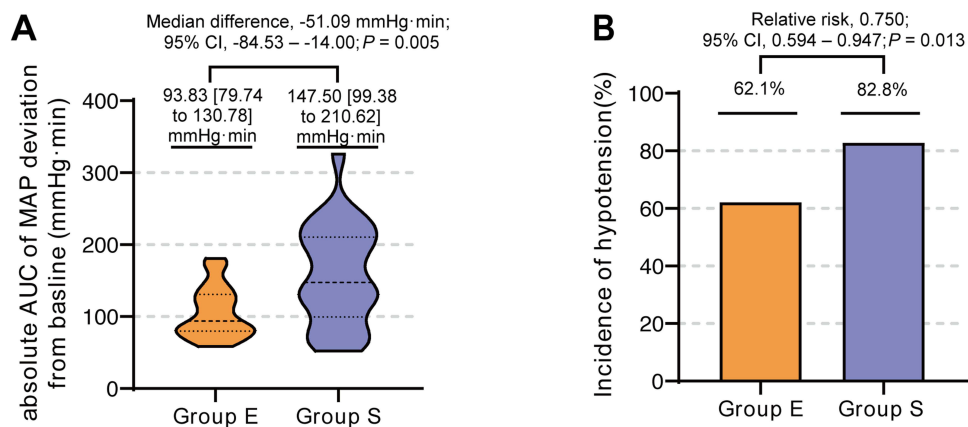 A
Median difference, -51.09 mmHg·min;
95% CI, -84.53 – -14.00; P = 0.005
93.83 [79.74
to 130.78]
mmHg·min
147.50 [99.38
to 210.62]
mmHg·min
absolute AUC of MAP deviation
from basline (mmHg·min)
400
300
200
100
0
Group E
Group S
B
Relative risk, 0.750;
95% CI, 0.594 – 0.947; P = 0.013
62.1%
82.8%
Incidence of hypotension(%)
100
80
60
40
20
0
Group E
Group S